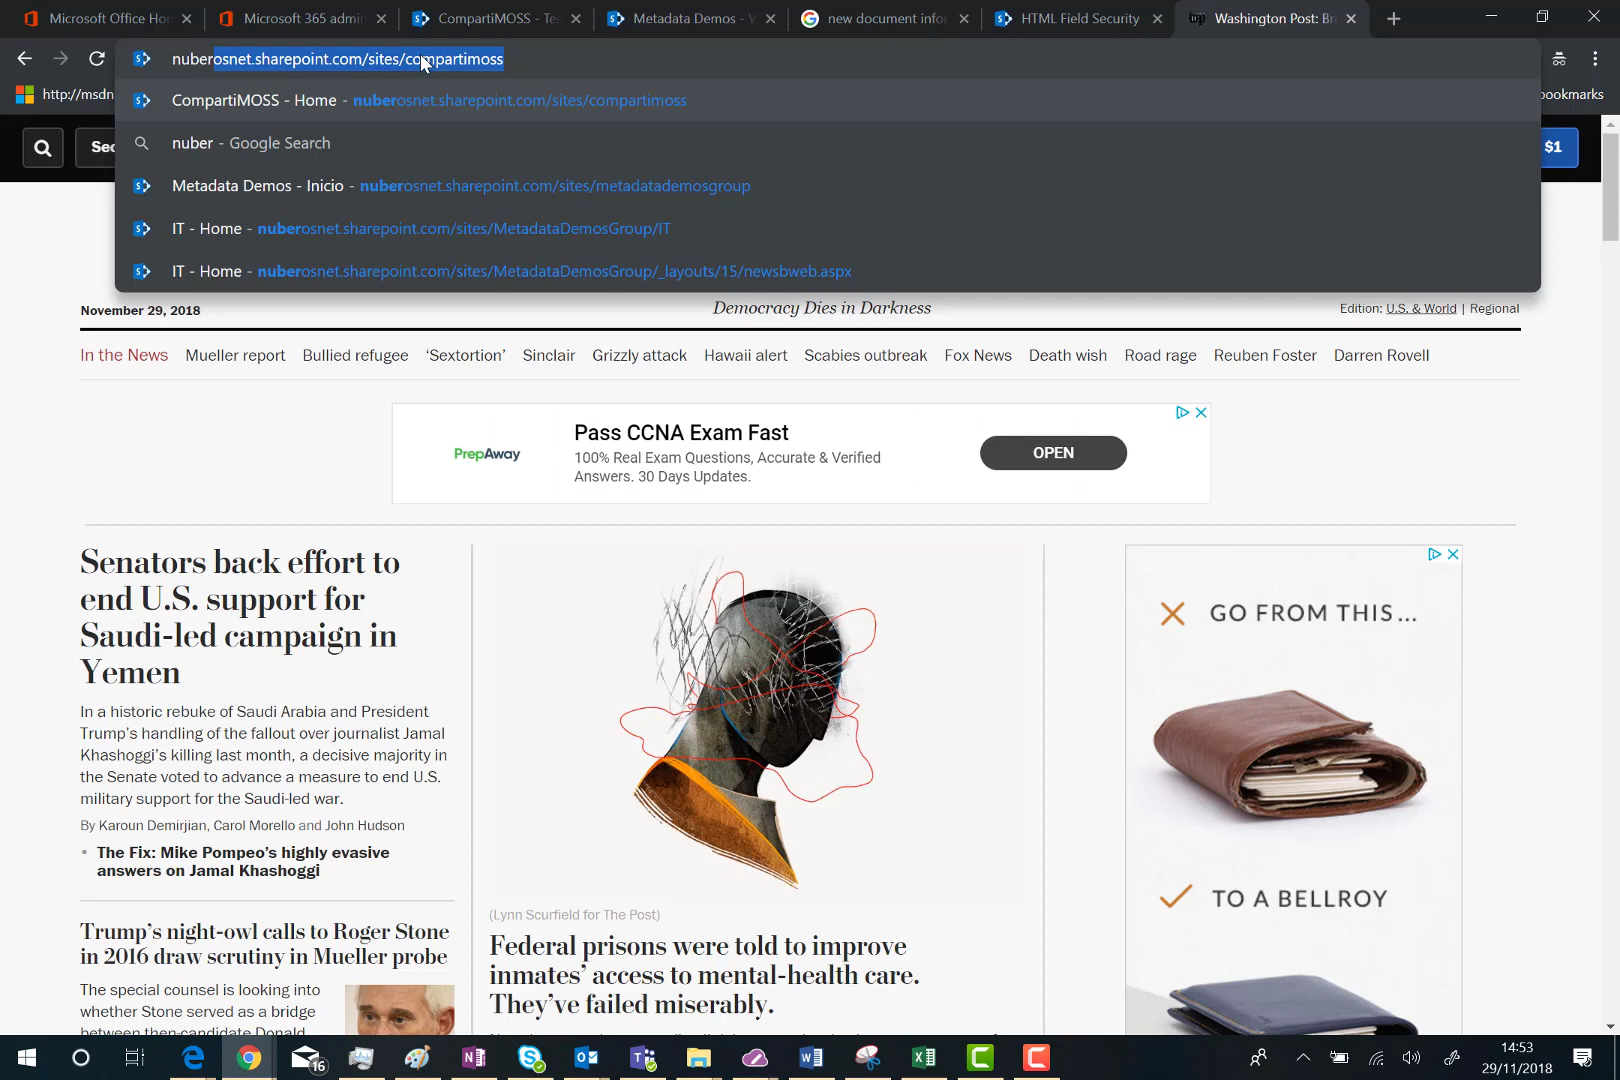 Microsoft Office Hon
Microsoft 365 admin
CompartiMOSS - Te
Metadata Demos - V
new document infor
HTML Field Security
Washington Post: Br
nuberosnet.sharepoint.com/sites/compartimoss
http://msdn
bookmarks
CompartiMOSS - Home - nuberosnet.sharepoint.com/sites/compartimoss
nuber - Google Search
Metadata Demos - Inicio - nuberosnet.sharepoint.com/sites/metadatademosgroup
IT - Home - nuberosnet.sharepoint.com/sites/MetadataDemosGroup/IT
IT - Home - nuberosnet.sharepoint.com/sites/MetadataDemosGroup/_layouts/15/newsbweb.aspx
Sec
$1
November 29, 2018
Democracy Dies in Darkness
Edition: U.S. & World | Regional
In the News Mueller report Bullied refugee ‘Sextortion’ Sinclair Grizzly attack Hawaii alert Scabies outbreak Fox News Death wish Road rage Reuben Foster Darren Rovell
PrepAway
Pass CCNA Exam Fast
100% Real Exam Questions, Accurate & Verified
Answers. 30 Days Updates.
OPEN
Senators back effort to
end U.S. support for
Saudi-led campaign in
Yemen
In a historic rebuke of Saudi Arabia and President
Trump’s handling of the fallout over journalist Jamal
Khashoggi’s killing last month, a decisive majority in
the Senate voted to advance a measure to end U.S.
military support for the Saudi-led war.
By Karoun Demirjian, Carol Morello and John Hudson
• The Fix: Mike Pompeo’s highly evasive
answers on Jamal Khashoggi
Trump’s night-owl calls to Roger Stone
in 2016 draw scrutiny in Mueller probe
The special counsel is looking into
whether Stone served as a bridge
between then-candidate Donald
(Lynn Scurfield for The Post)
Federal prisons were told to improve
inmates’ access to mental-health care.
They’ve failed miserably.
GO FROM THIS...
TO A BELLROY
16
14:53
29/11/2018